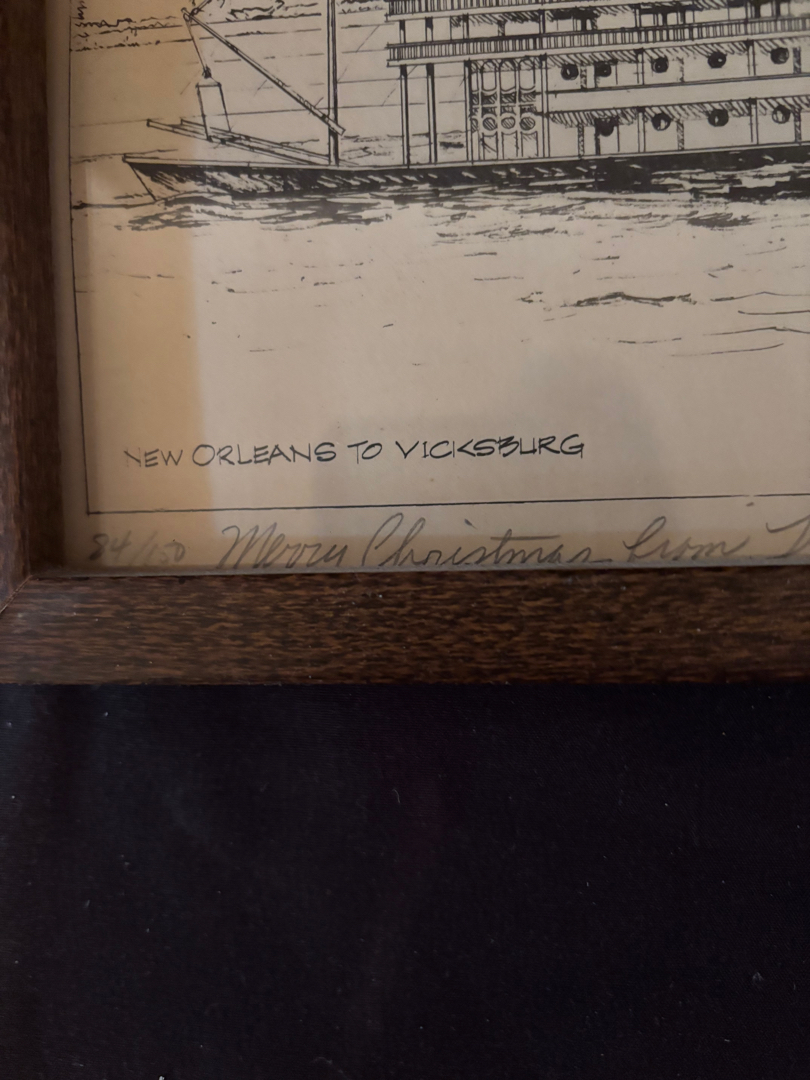 NEW ORLEANS TO VICKSBURG
84/150 Merry Christmas from